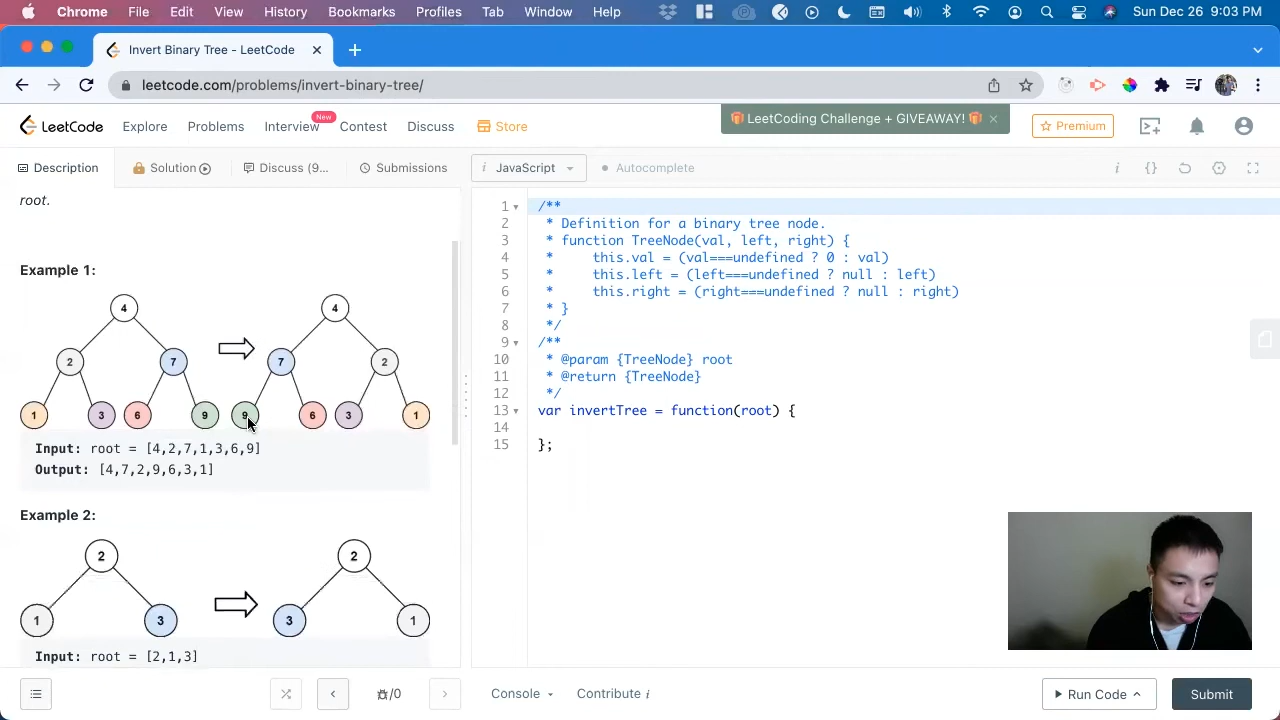 Chrome File Edit View History Bookmarks Profiles Tab Window Help Sun Dec 26 9:03 PM
Invert Binary Tree - LeetCode
leetcode.com/problems/invert-binary-tree/
LeetCode Explore Problems Interview New Contest Discuss Store LeetCoding Challenge + GIVEAWAY! Premium
Description Solution Discuss (9... Submissions i JavaScript Autocomplete i {}
root.
Example 1:
4 4
2 7 7 2
1 3 6 9 9 6 3 1
Input: root = [4,2,7,1,3,6,9]
Output: [4,7,2,9,6,3,1]
Example 2:
2 2
1 3 3 1
Input: root = [2,1,3]
1 /**
2 * Definition for a binary tree node.
3 * function TreeNode(val, left, right) {
4 * this.val = (val===undefined ? 0 : val)
5 * this.left = (left===undefined ? null : left)
6 * this.right = (right===undefined ? null : right)
7 * }
8 */
9 /**
10 * @param {TreeNode} root
11 * @return {TreeNode}
12 */
13 var invertTree = function(root) {
14
15 };
/0 Console Contribute i Run Code Submit